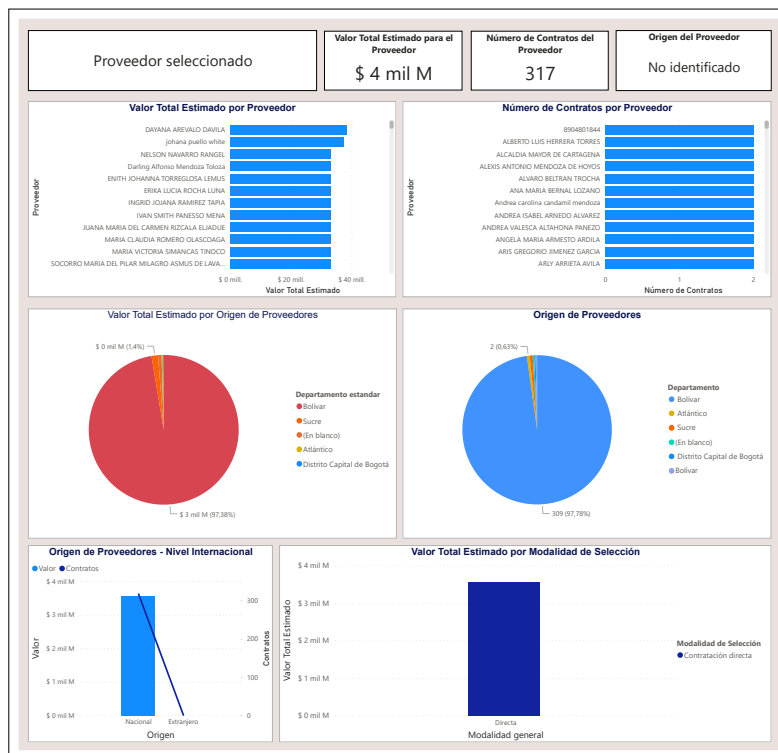 Proveedor seleccionado
Valor Total Estimado para el
Proveedor
$ 4 mil M
Número de Contratos del
Proveedor
317
Origen del Proveedor
No identificado
Valor Total Estimado por Proveedor
Proveedor
DAYANA AREVALO DAVILA
johana puello white
NELSON NAVARRO RANGEL
Darling Alfonso Mendoza Toloza
ENITH JOHANNA TORREGLOSA LEMUS
ERIKA LUCIA ROCHA LUNA
INGRID JOJANA RAMIREZ TAPIA
IVAN SMITH PANESSO MENA
JUANA MARIA DEL CARMEN RIZCALA ELJADUE
MARIA CLAUDIA ROMERO OLASCOAGA
MARIA VICTORIA SIMANCAS TINOCO
SOCORRO MARIA DEL PILAR MILAGRO ASMUS DE LAVA...
$ 0 mill. $ 20 mill. $ 40 mill.
Valor Total Estimado
Número de Contratos por Proveedor
Proveedor
8904801844
ALBERTO LUIS HERRERA TORRES
ALCALDIA MAYOR DE CARTAGENA
ALEXIS ANTONIO MENDOZA DE HOYOS
ALVARO BELTRAN TROCHA
ANA MARIA BERNAL LOZANO
Andrea carolina candamil mendoza
ANDREA ISABEL ARNEDO ALVAREZ
ANDREA VALESCA ALTAHONA PANEZO
ANGELA MARIA ARMESTO ARDILA
ARIS GREGORIO JIMENEZ GARCIA
ARLY ARRIETA AVILA
0 1 2
Número de Contratos
Valor Total Estimado por Origen de Proveedores
$ 0 mil M (1,4%)
$ 3 mil M (97,38%)
Departamento estandar
Bolívar
Sucre
(En blanco)
Atlántico
Distrito Capital de Bogotá
Origen de Proveedores
2 (0,63%)
309 (97,78%)
Departamento
Bolívar
Atlántico
Sucre
(En blanco)
Distrito Capital de Bogotá
Bolivar
Origen de Proveedores - Nivel Internacional
Valor Contratos
$ 4 mil M
$ 3 mil M
$ 2 mil M
$ 1 mil M
$ 0 mil M
Valor
300
200
100
0
Contratos
Nacional Extranjero
Origen
Valor Total Estimado por Modalidad de Selección
Valor Total Estimado
$ 4 mil M
$ 3 mil M
$ 2 mil M
$ 1 mil M
$ 0 mil M
Directa
Modalidad general
Modalidad de Selección
Contratación directa